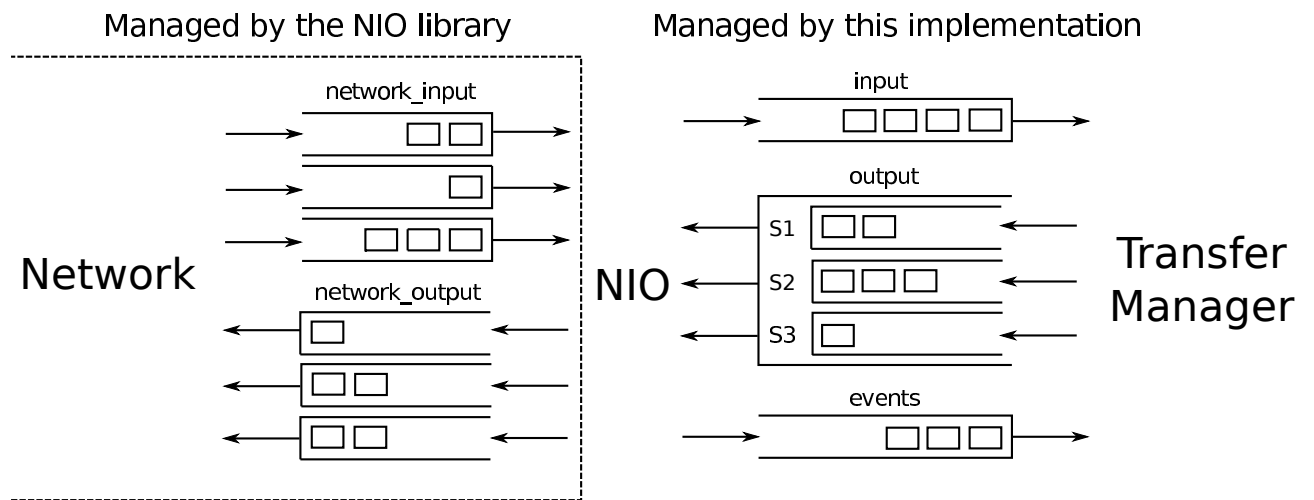 Managed by the NIO library
Managed by this implementation
network_input
input
output
S1
Network
NIO
S2
Transfer
Manager
network_output
S3
events